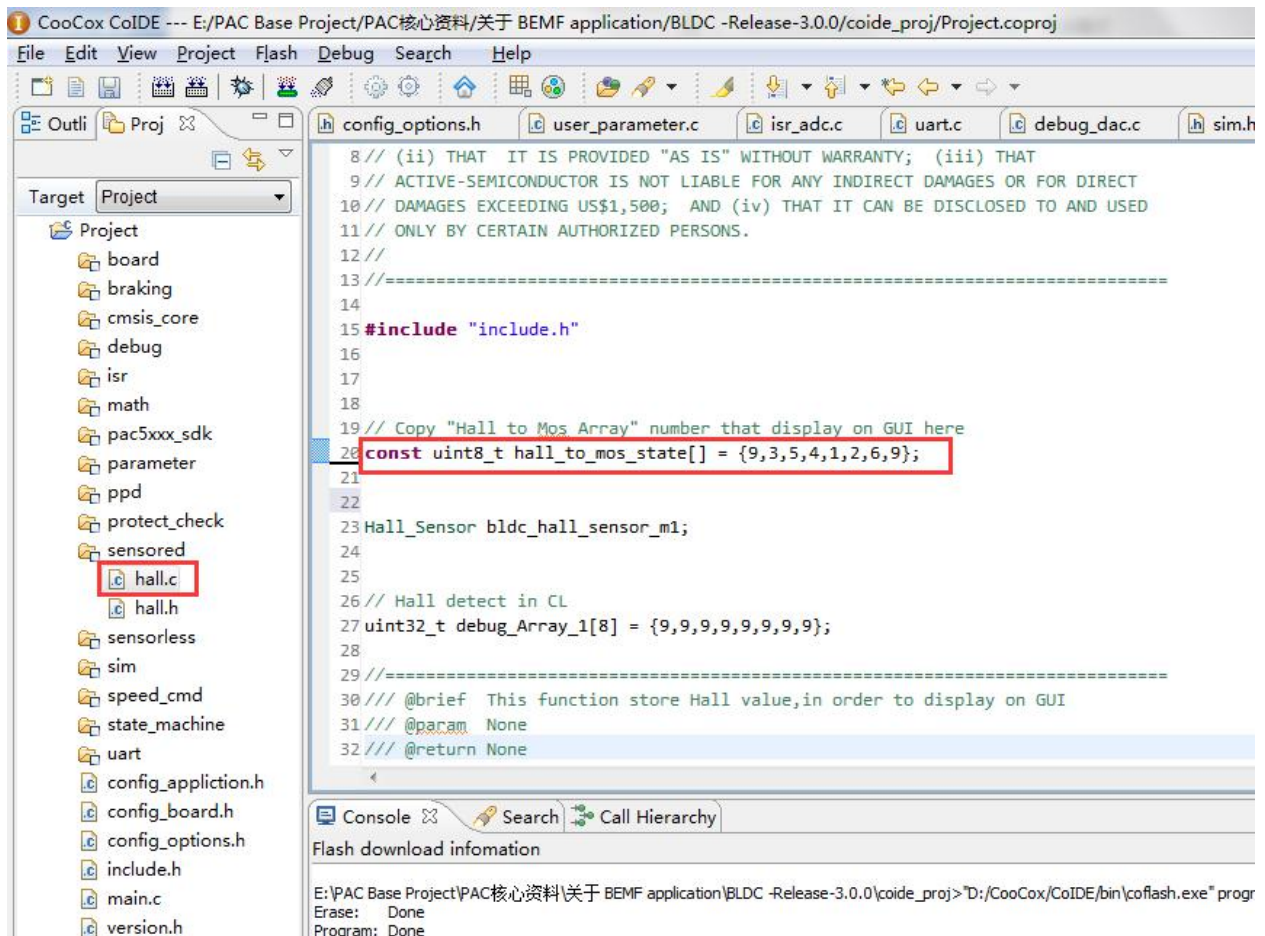 CooCox CoIDE --- E:/PAC Base Project/PAC核心资料/关于 BEMF application/BLDC -Release-3.0.0/coide_proj/Project.coproj
File Edit View Project Flash Debug Search Help
Outli Proj
config_options.h user_parameter.c isr_adc.c uart.c debug_dac.c sim.h
Target Project
Project
board
braking
cmsis_core
debug
isr
math
pac5xxx_sdk
parameter
ppd
protect_check
sensored
hall.c
hall.h
sensorless
sim
speed_cmd
state_machine
uart
config_appliction.h
config_board.h
config_options.h
include.h
main.c
version.h
8// (ii) THAT IT IS PROVIDED "AS IS" WITHOUT WARRANTY; (iii) THAT
9// ACTIVE-SEMICONDUCTOR IS NOT LIABLE FOR ANY INDIRECT DAMAGES OR FOR DIRECT
10// DAMAGES EXCEEDING US$1,500; AND (iv) THAT IT CAN BE DISCLOSED TO AND USED
11// ONLY BY CERTAIN AUTHORIZED PERSONS.
12//
13//=============================================================================
14
15#include "include.h"
16
17
18
19// Copy "Hall to Mos Array" number that display on GUI here
20const uint8_t hall_to_mos_state[] = {9,3,5,4,1,2,6,9};
21
22
23Hall_Sensor bldc_hall_sensor_m1;
24
25
26// Hall detect in CL
27uint32_t debug_Array_1[8] = {9,9,9,9,9,9,9,9};
28
29//=============================================================================
30/// @brief This function store Hall value,in order to display on GUI
31/// @param None
32/// @return None
Console Search Call Hierarchy
Flash download infomation
E:\PAC Base Project\PAC核心资料\关于 BEMF application\BLDC -Release-3.0.0\coide_proj>"D:/CooCox/CoIDE/bin/coflash.exe" progr
Erase: Done
Program: Done